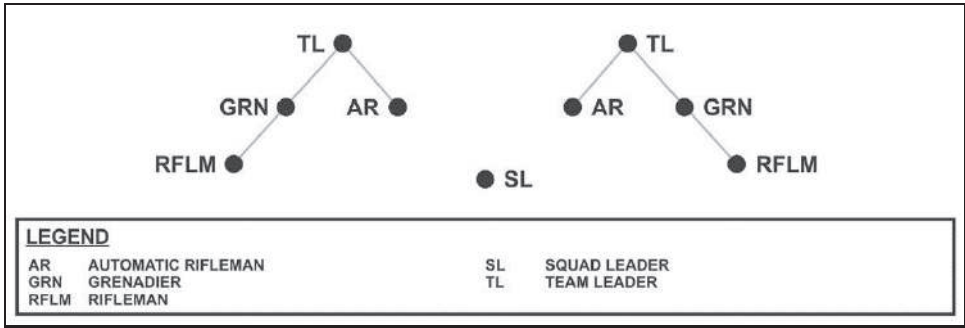 TL TL
GRN AR AR GRN
RFLM RFLM
SL
LEGEND
AR AUTOMATIC RIFLEMAN SL SQUAD LEADER
GRN GRENADIER TL TEAM LEADER
RFLM RIFLEMAN